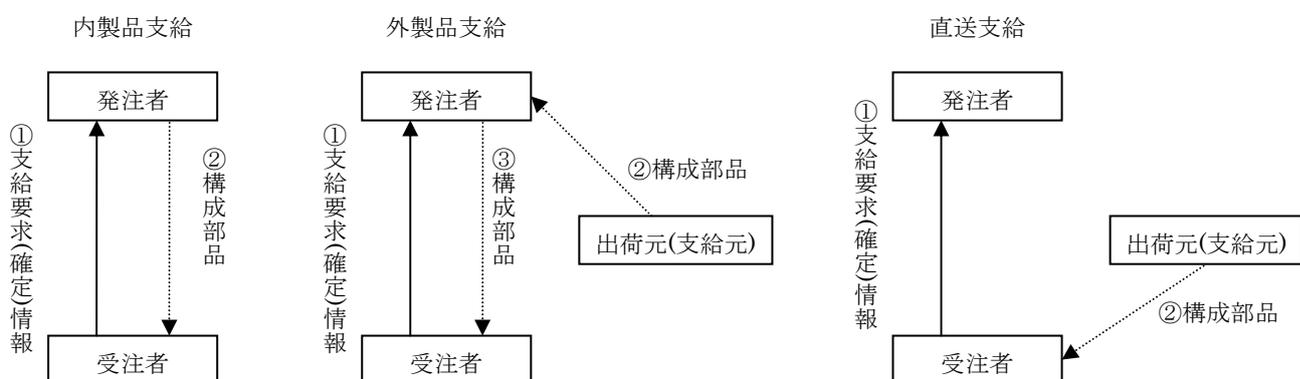 内製品支給
発注者
①支給要求(確定)情報
②構成部品
受注者
外製品支給
発注者
①支給要求(確定)情報
③構成部品
②構成部品
出荷元(支給元)
受注者
直送支給
発注者
①支給要求(確定)情報
出荷元(支給元)
②構成部品
受注者